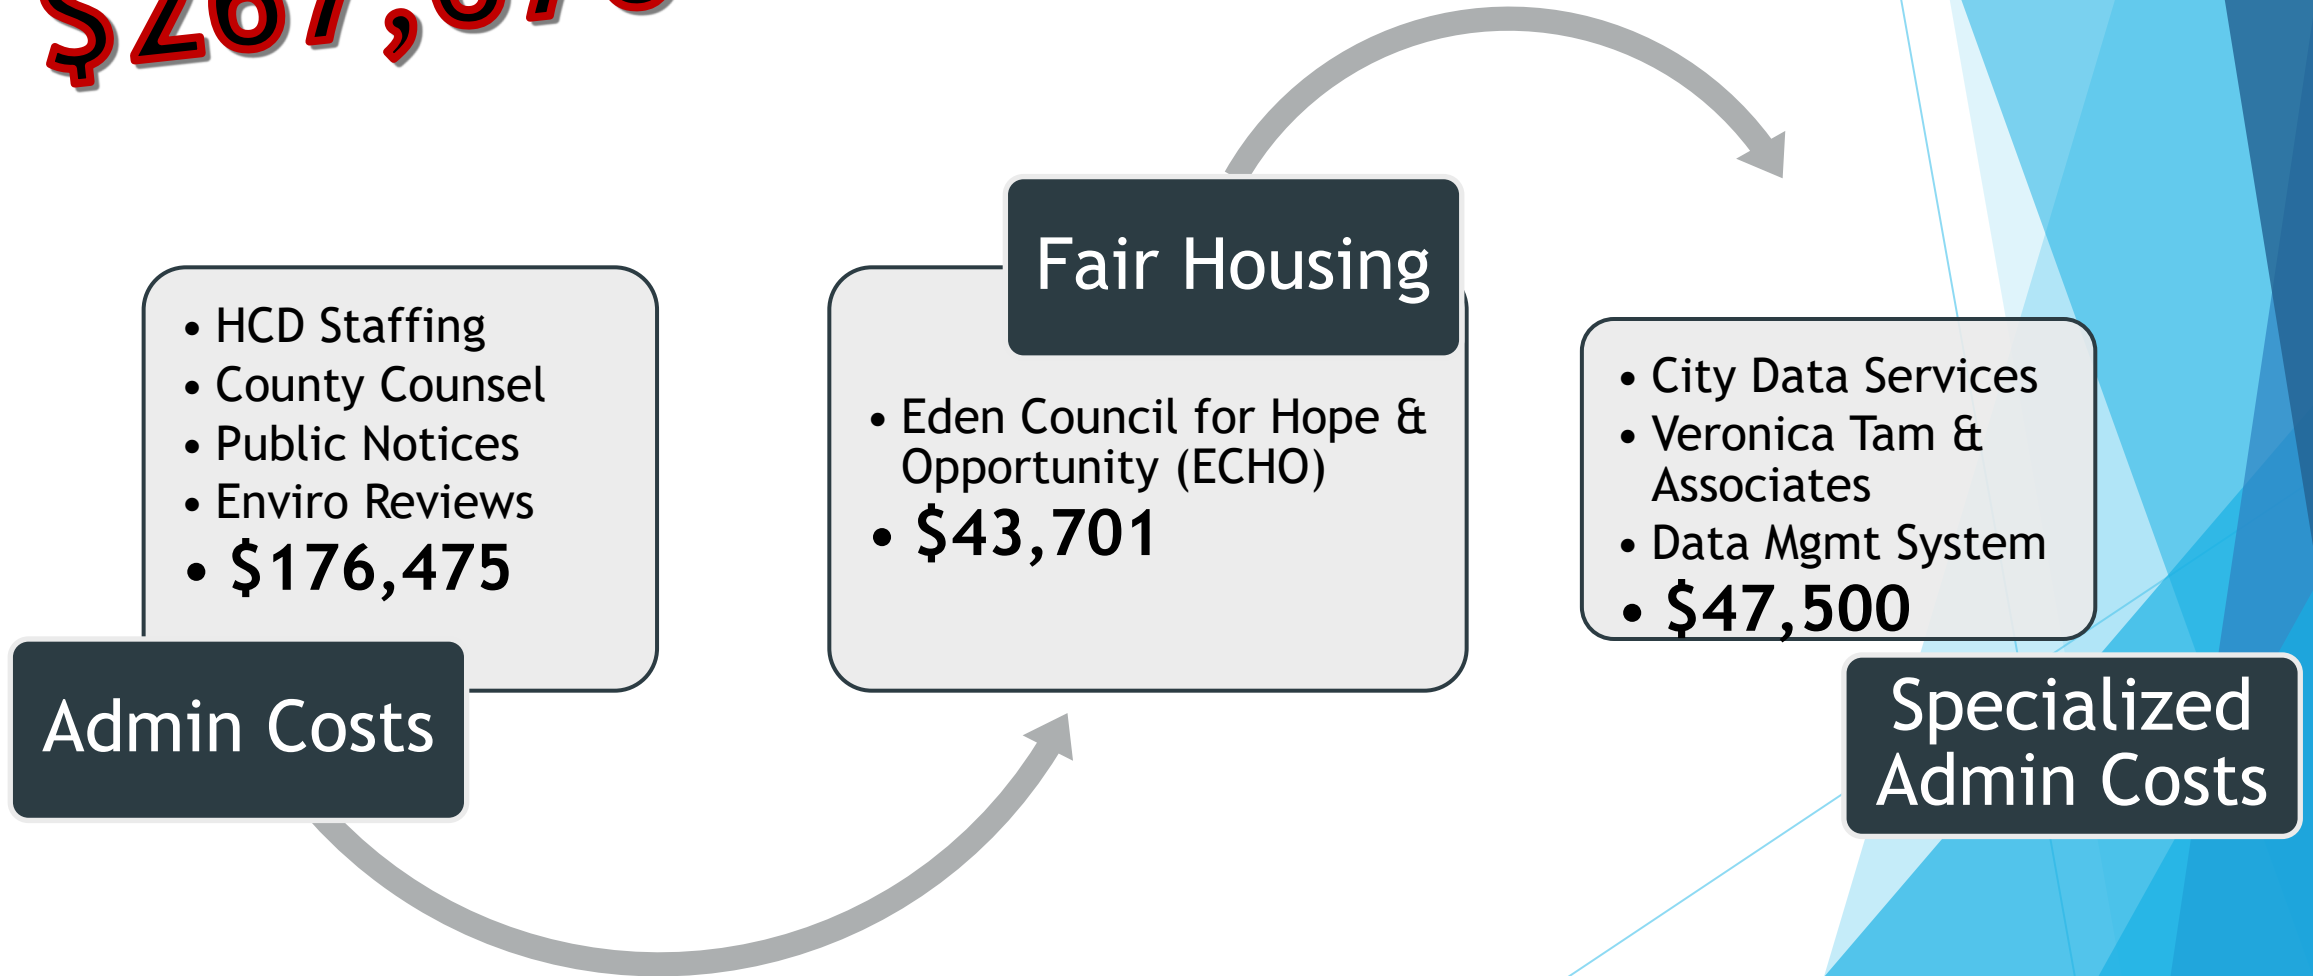 • HCD Staffing
• County Counsel
• Public Notices
• Enviro Reviews
• $176,475
Admin Costs
Fair Housing
• Eden Council for Hope &
Opportunity (ECHO)
• $43,701
• City Data Services
• Veronica Tam &
Associates
• Data Mgmt System
• $47,500
Specialized
Admin Costs